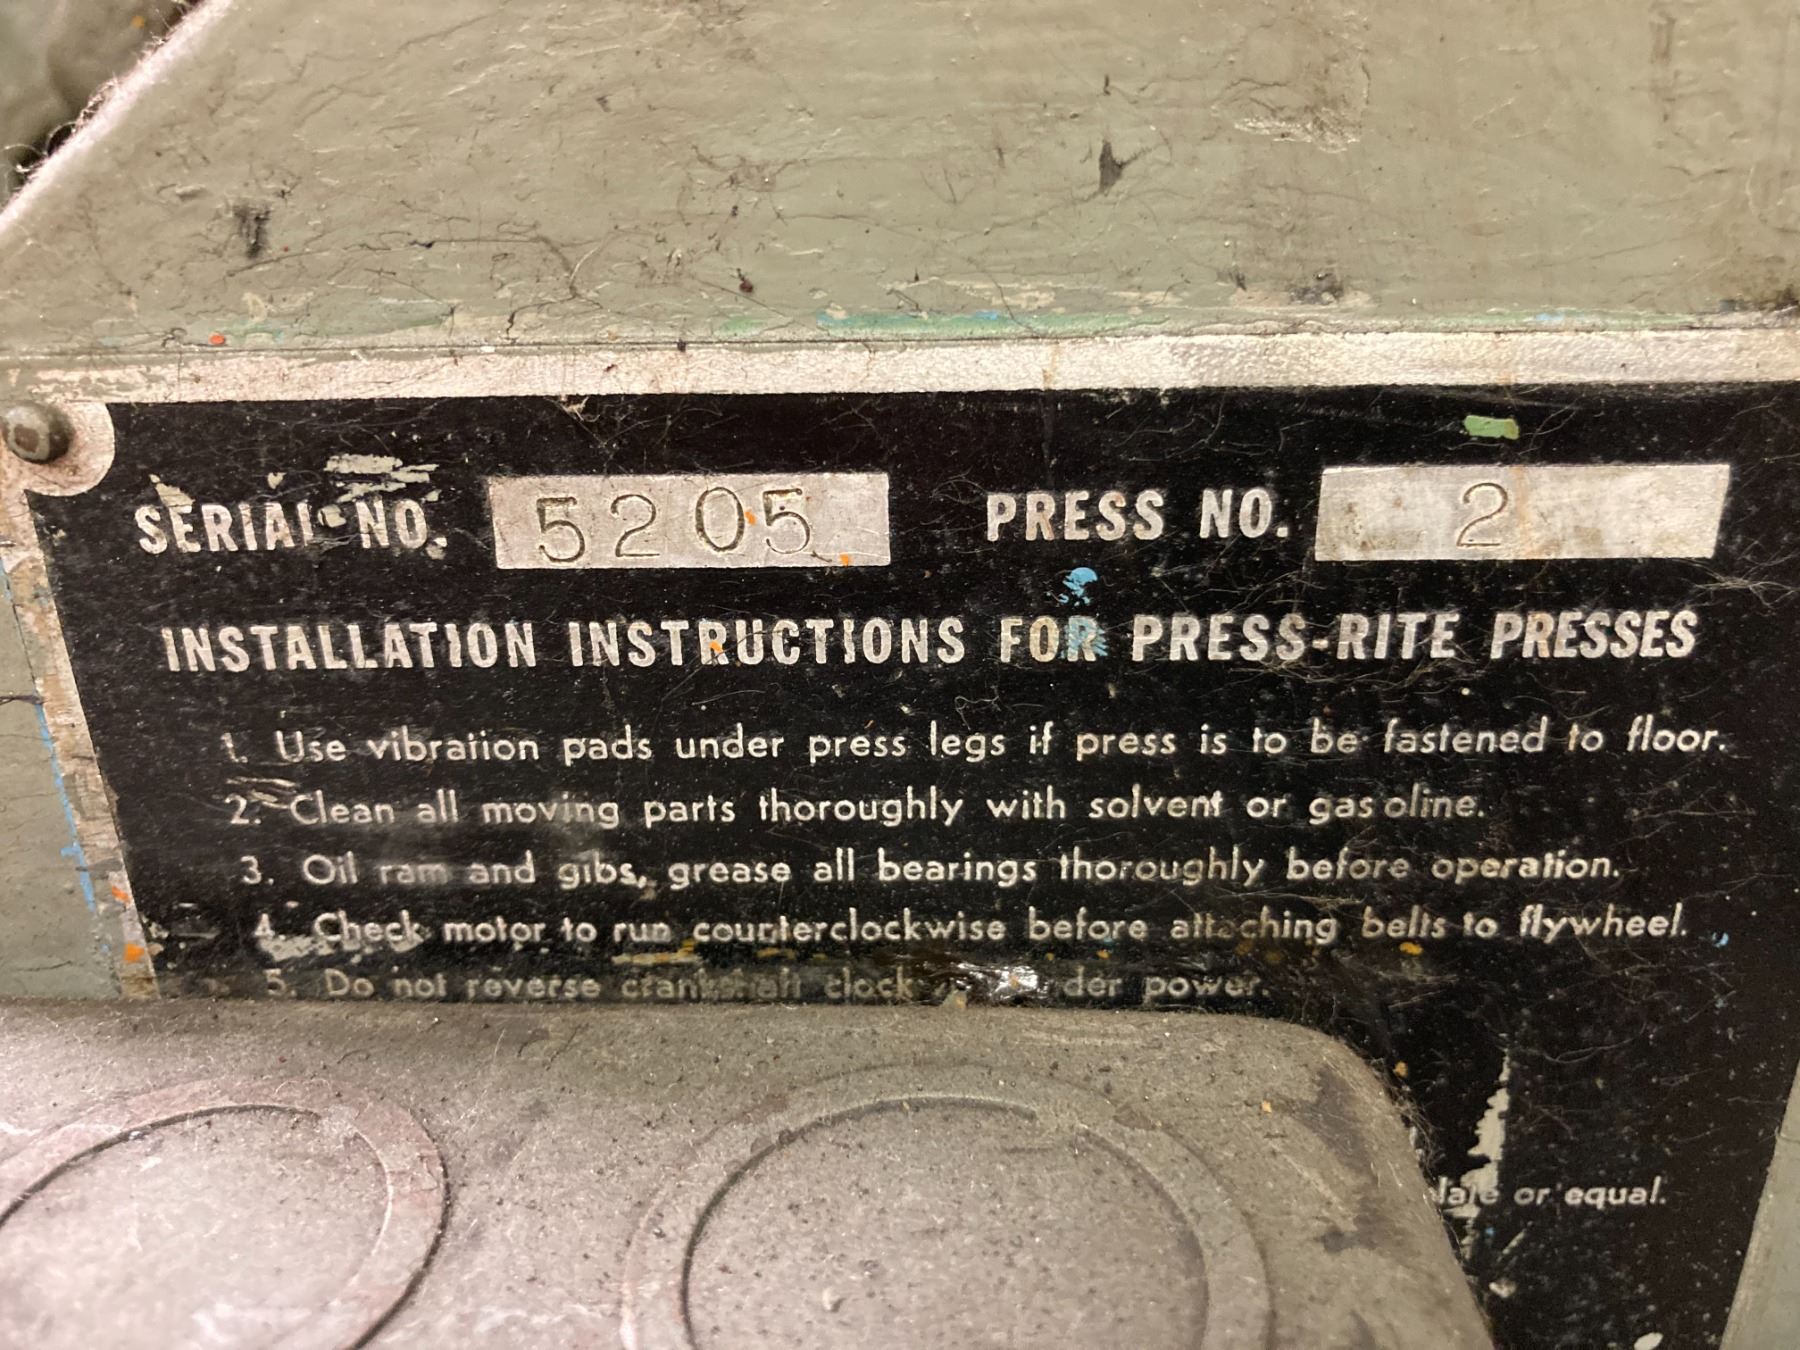 SERIAL NO. 5205 PRESS NO. 2
INSTALLATION INSTRUCTIONS FOR PRESS-RITE PRESSES
1. Use vibration pads under press legs if press is to be fastened to floor.
2. Clean all moving parts thoroughly with solvent or gasoline.
3. Oil ram and gibs, grease all bearings thoroughly before operation.
4. Check motor to run counterclockwise before attaching belts to flywheel.
5. Do not reverse crankshaft power.
or equal.